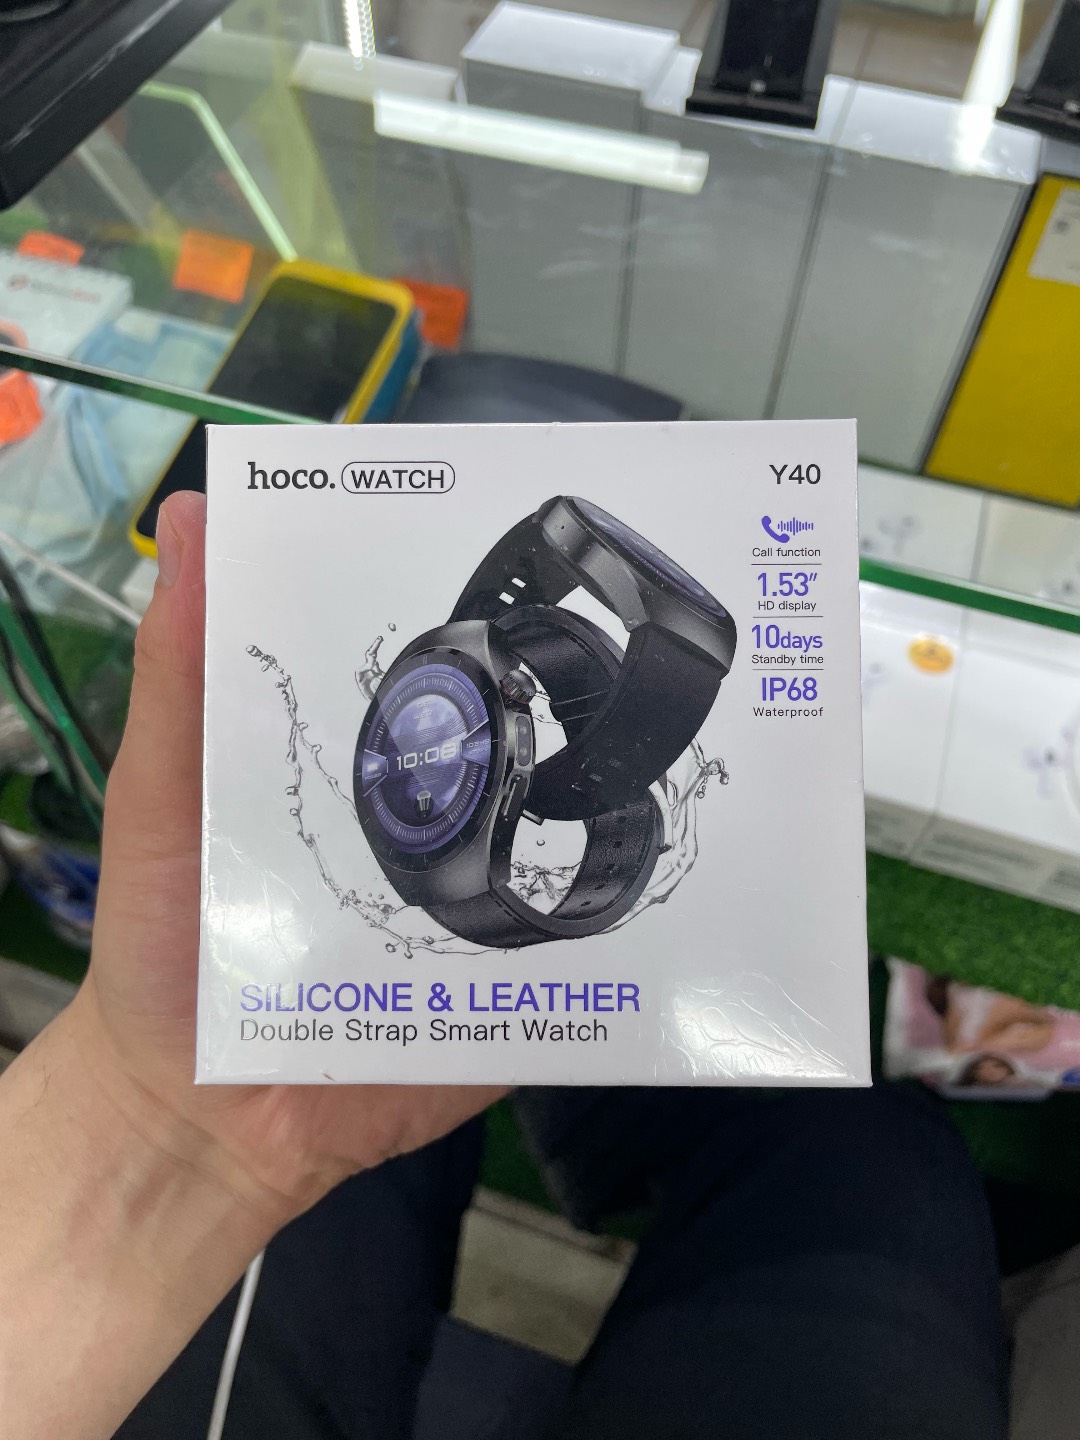 hoco. WATCH
Y40
Call function
1.53"
HD display
10days
Standby time
IP68
Waterproof
10:08
SILICONE & LEATHER
Double Strap Smart Watch